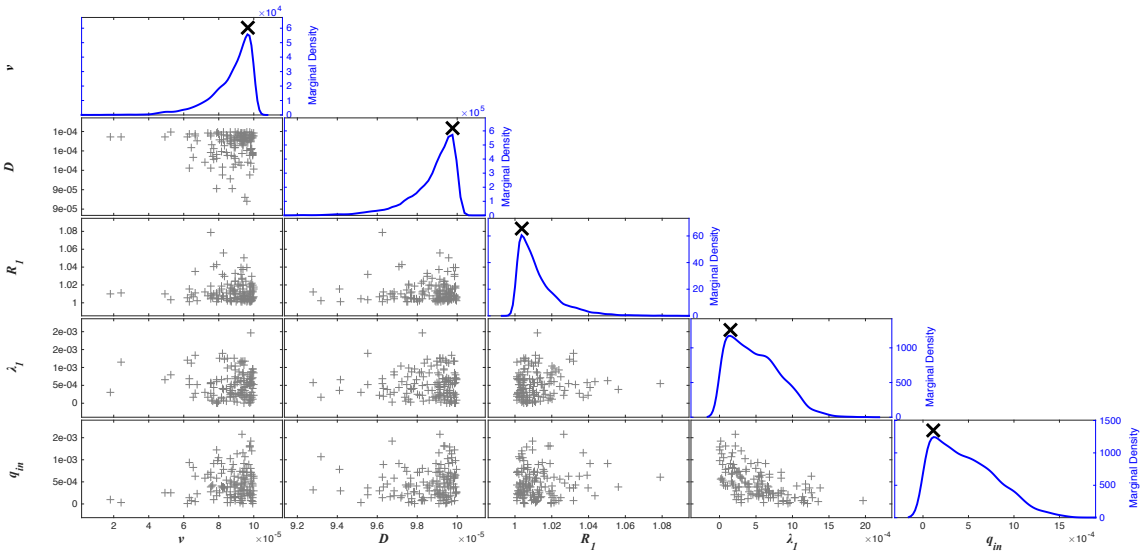 ×10⁴
v
6
5
4
3
2
1
0
Marginal Density
×10⁵
D
1e-04
1e-04
1e-04
9e-05
9e-05
6
5
4
3
2
1
0
Marginal Density
R₁
1.08
1.06
1.04
1.02
1
60
40
20
0
Marginal Density
λ₁
2e-03
2e-03
1e-03
5e-04
0
1000
500
0
Marginal Density
q_in
2e-03
1e-03
5e-04
0
1500
1000
500
0
Marginal Density
2 4 6 8 10 ×10⁻⁵
9.2 9.4 9.6 9.8 10 ×10⁻⁵
1 1.02 1.04 1.06 1.08
0 5 10 15 20 ×10⁻⁴
0 5 10 15 ×10⁻⁴
v D R₁ λ₁ q_in